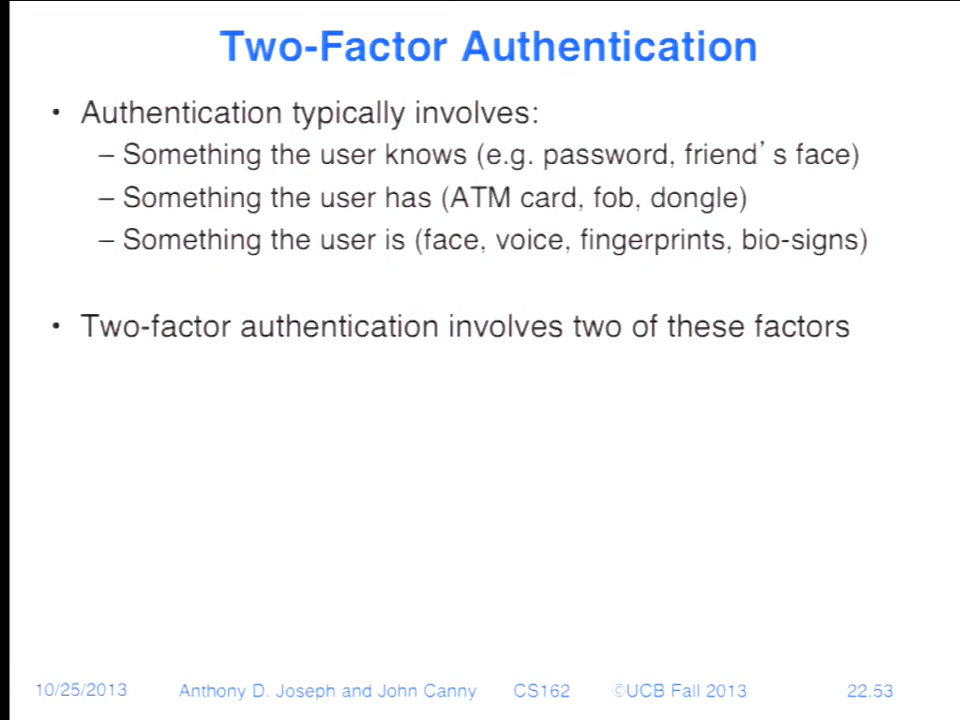 Two-Factor Authentication
• Authentication typically involves:
– Something the user knows (e.g. password, friend’s face)
– Something the user has (ATM card, fob, dongle)
– Something the user is (face, voice, fingerprints, bio-signs)
• Two-factor authentication involves two of these factors
10/25/2013 Anthony D. Joseph and John Canny CS162 ©UCB Fall 2013 22.53